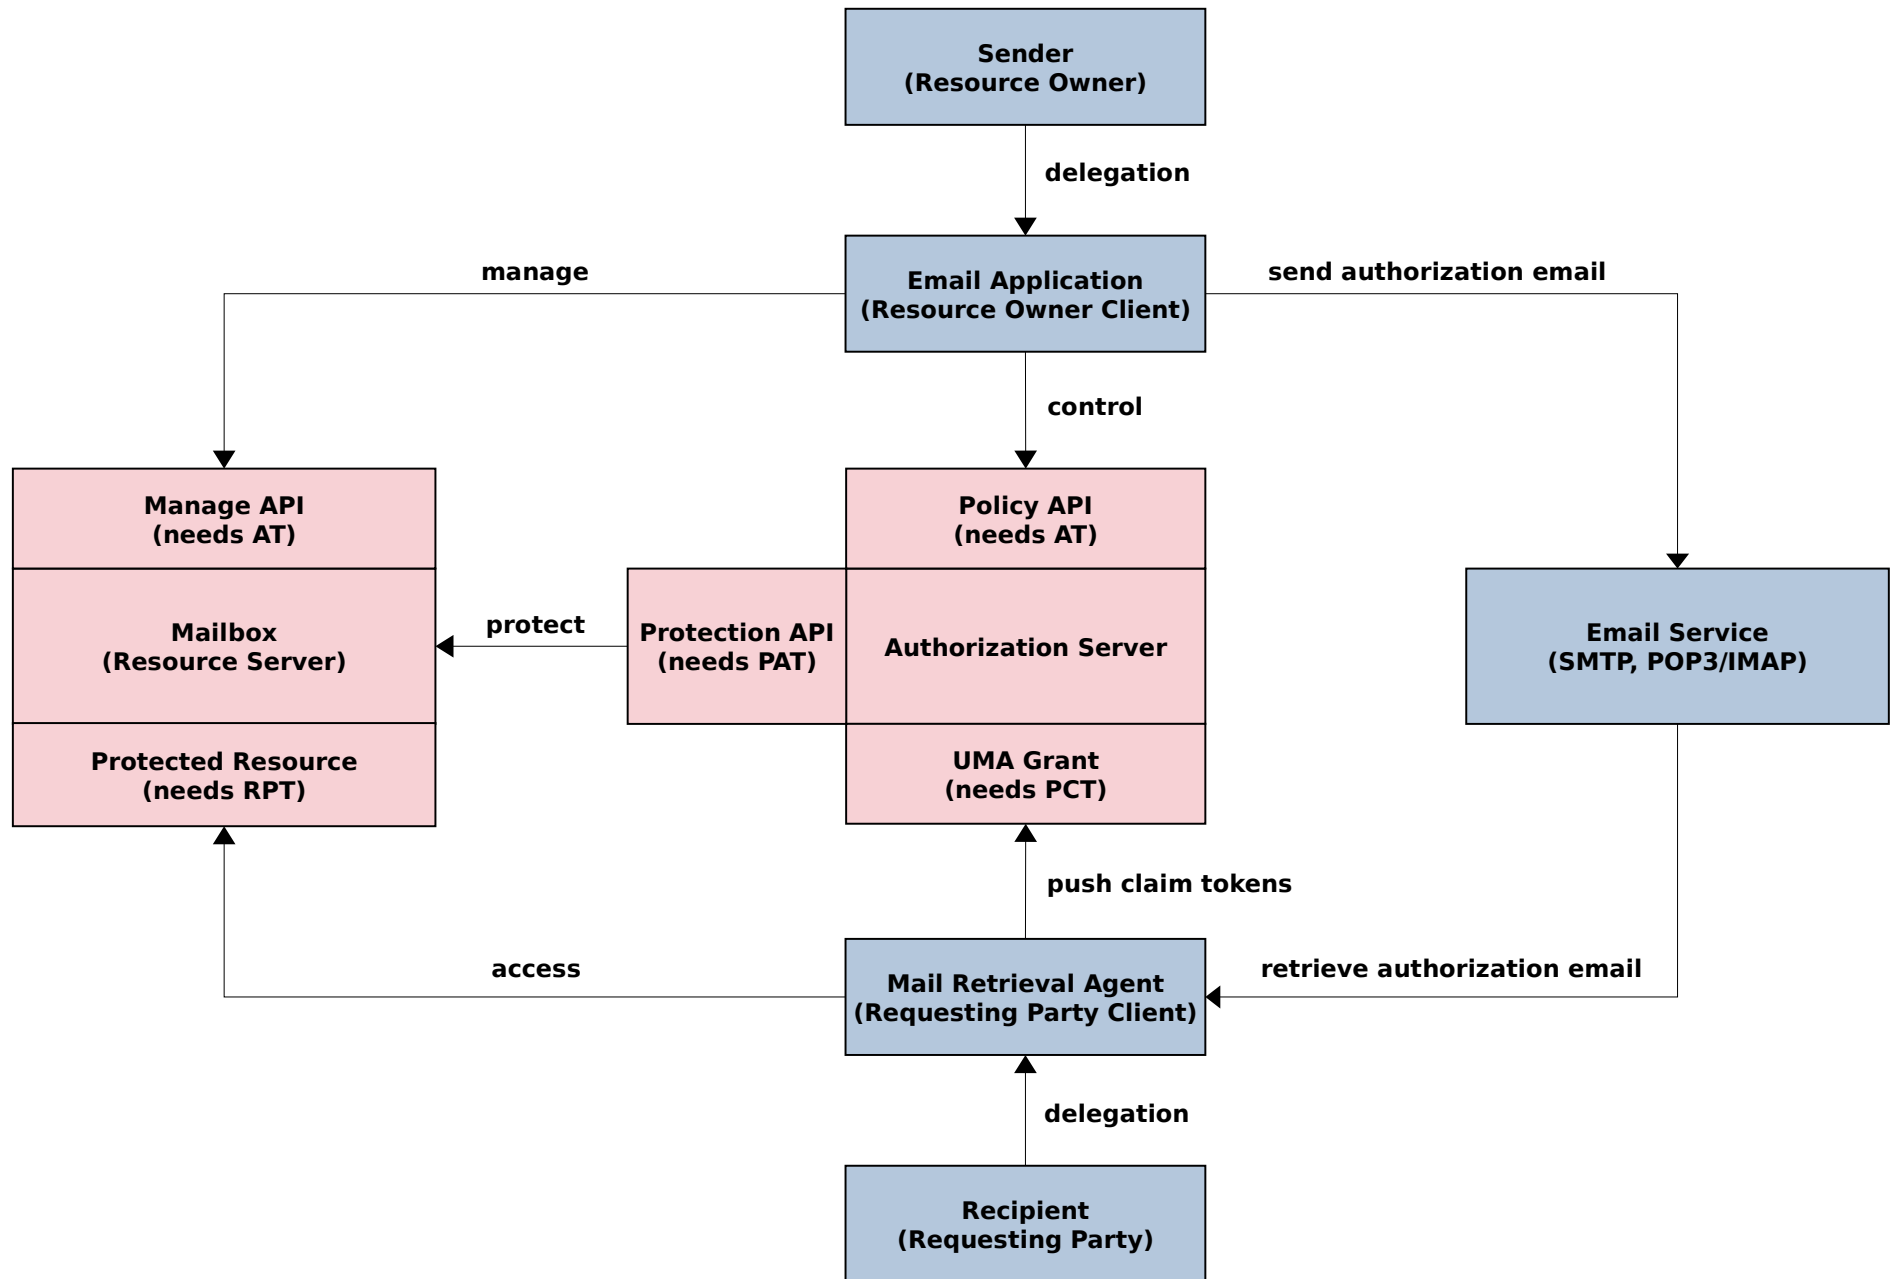 Sender
(Resource Owner)
delegation
manage
Email Application
(Resource Owner Client)
send authorization email
control
Manage API
(needs AT)
Policy API
(needs AT)
Mailbox
(Resource Server)
protect
Protection API
(needs PAT)
Authorization Server
Email Service
(SMTP, POP3/IMAP)
Protected Resource
(needs RPT)
UMA Grant
(needs PCT)
push claim tokens
access
Mail Retrieval Agent
(Requesting Party Client)
retrieve authorization email
delegation
Recipient
(Requesting Party)